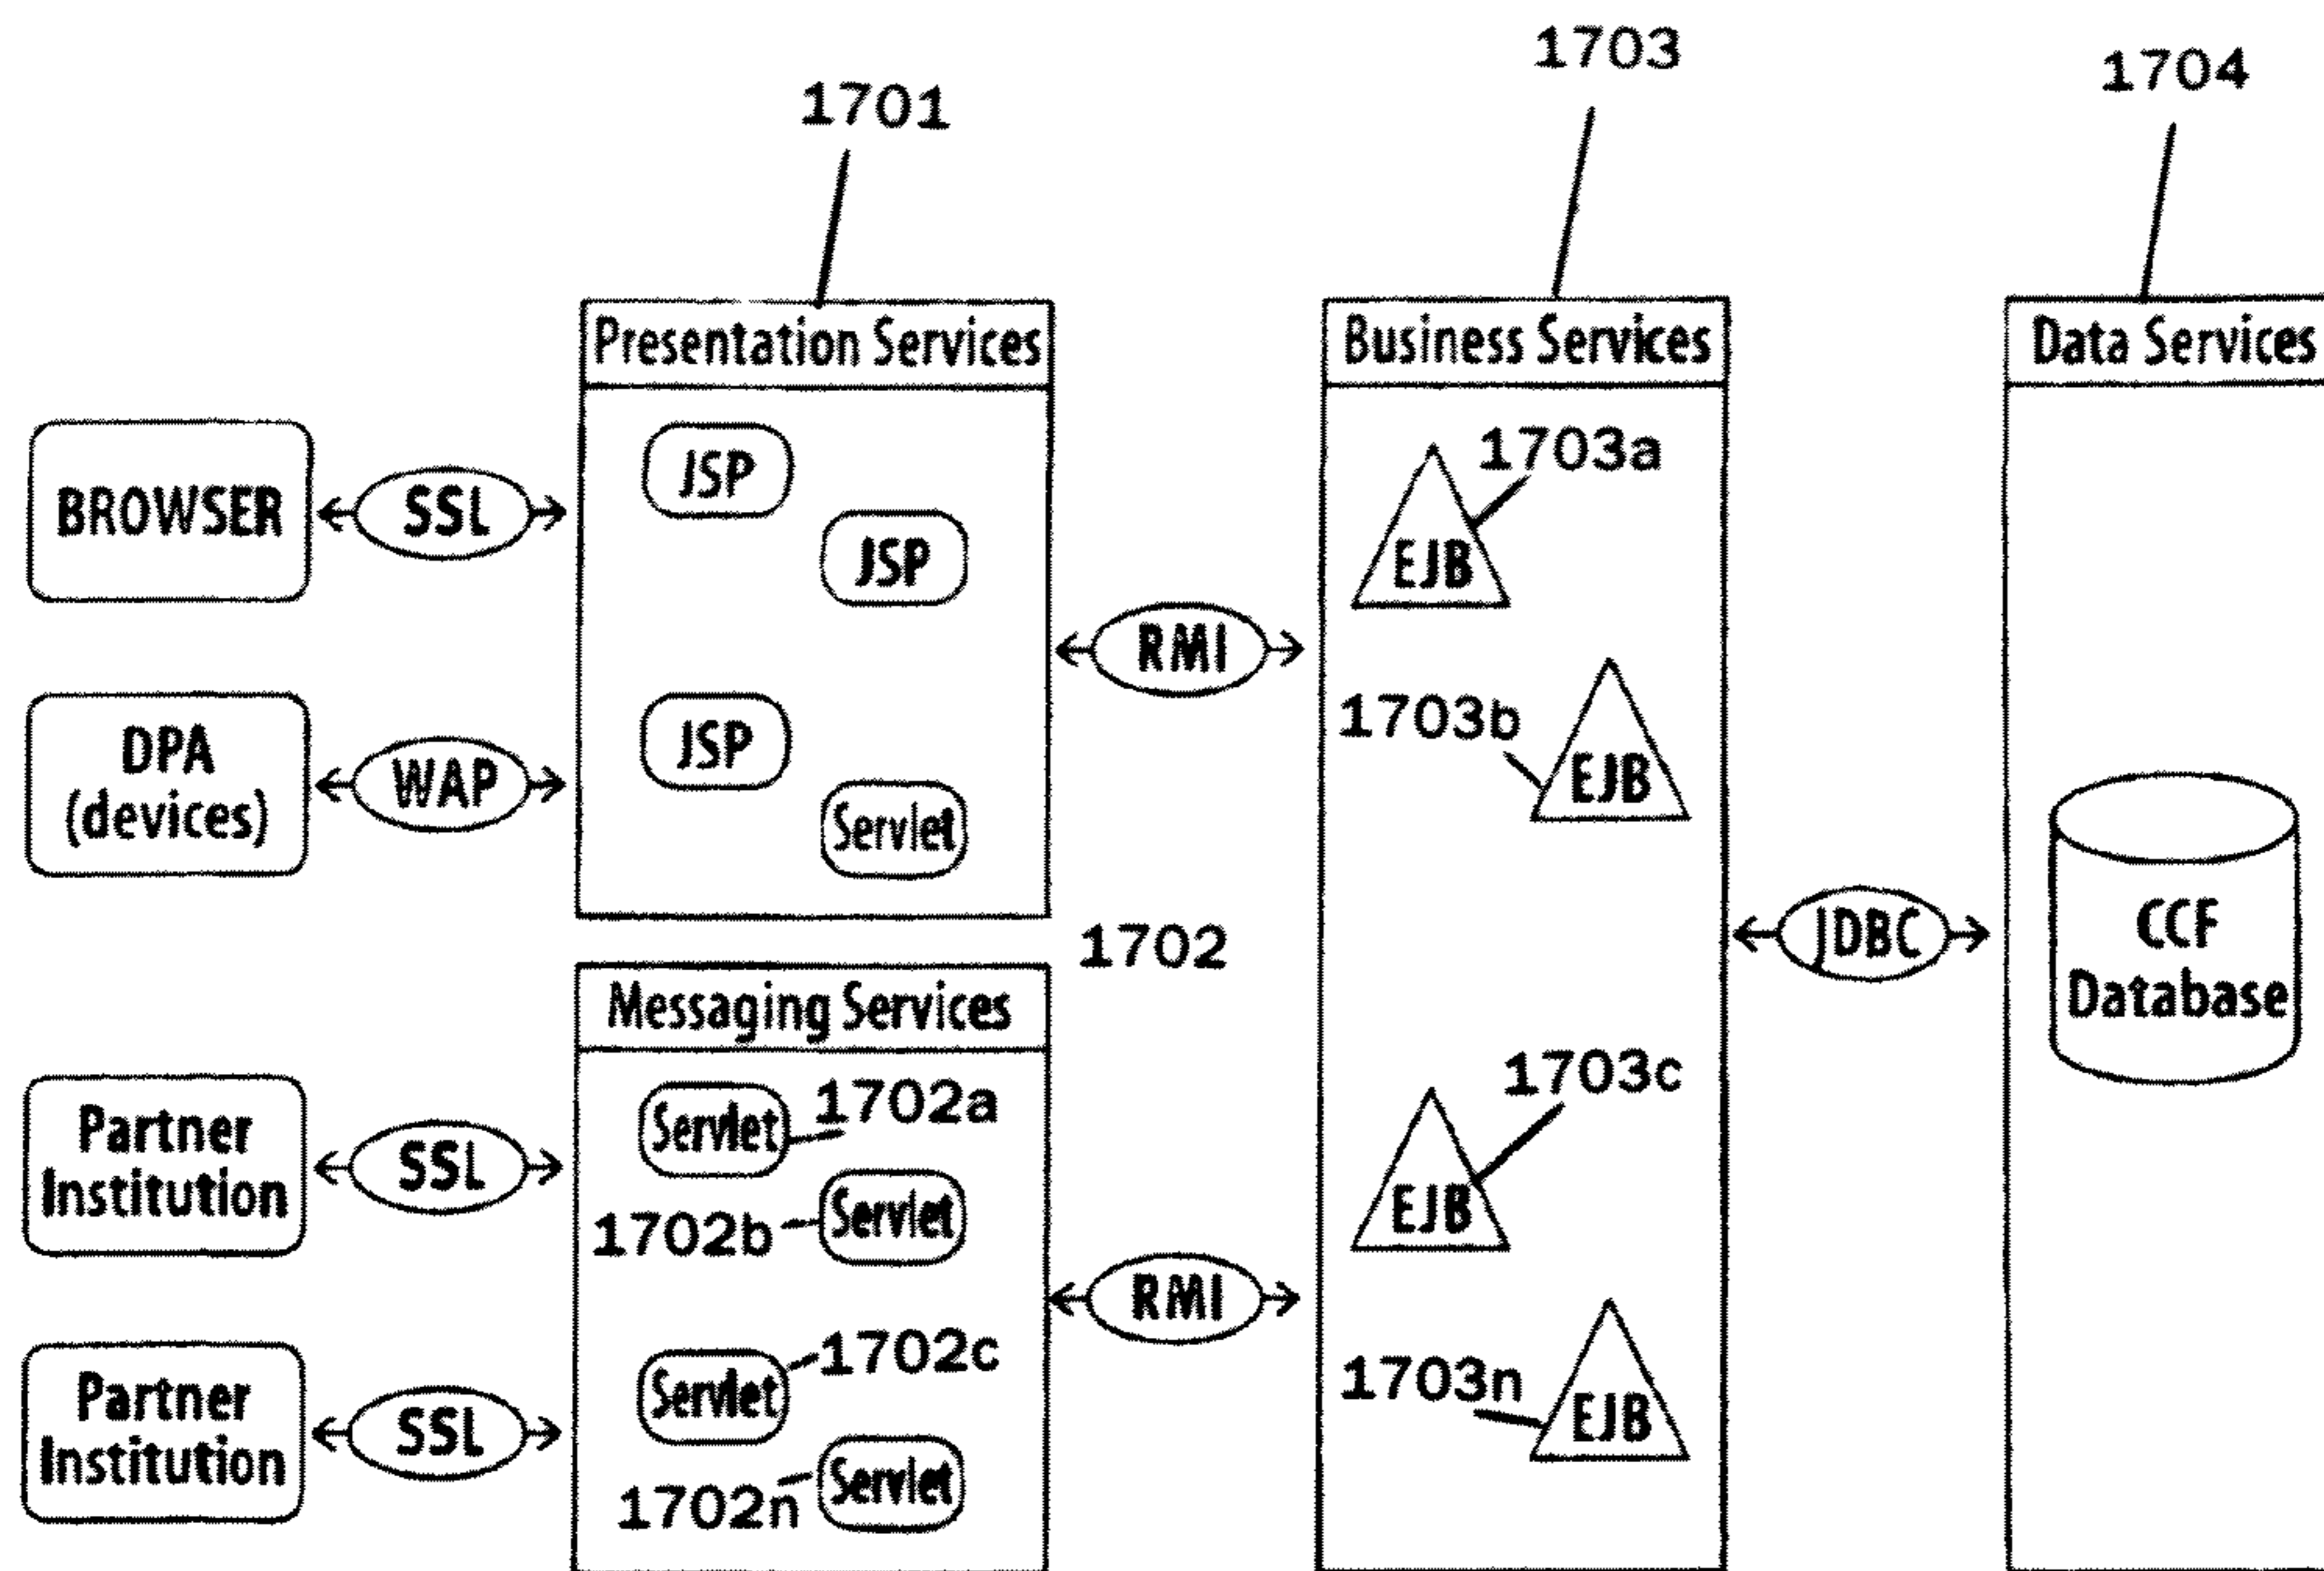 1703
1704
1701
Presentation Services
Business Services
Data Services
JSP
1703a
BROWSER
SSL
JSP
EJB
RMI
1703b
DPA
(devices)
WAP
JSP
EJB
Servlet
1702
JDBC
CCF
Database
Messaging Services
Partner
Institution
SSL
Servlet
1702a
1703c
1702b
Servlet
EJB
RMI
Partner
Institution
SSL
Servlet
1702c
1703n
EJB
1702n
Servlet